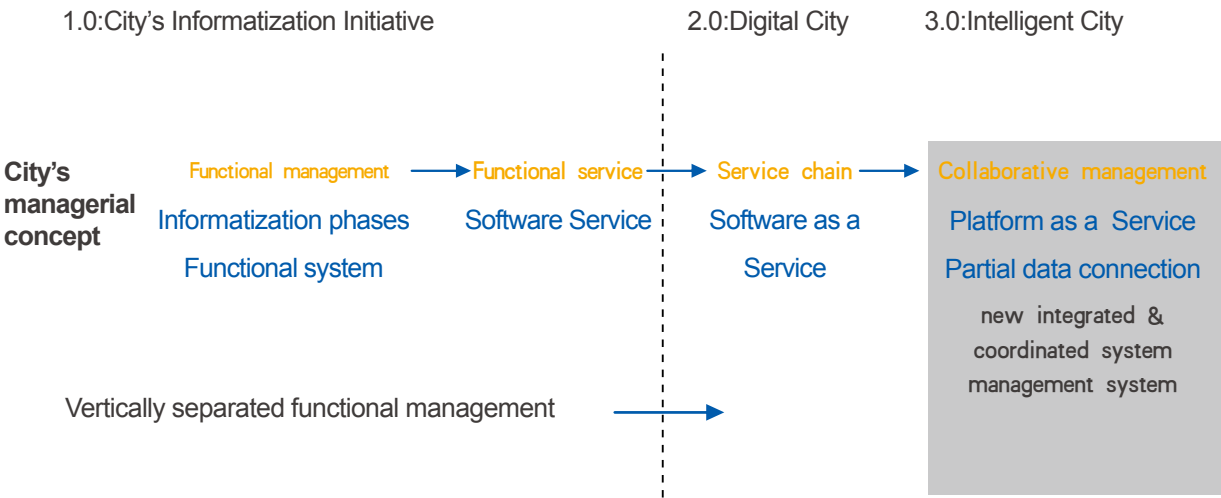 1.0:City's Informatization Initiative
2.0:Digital City
3.0:Intelligent City
City's
managerial
concept
Functional management
Functional service
Service chain
Collaborative management
Informatization phases
Functional system
Software Service
Software as a
Service
Platform as a Service
Partial data connection
new integrated &
coordinated system
management system
Vertically separated functional management